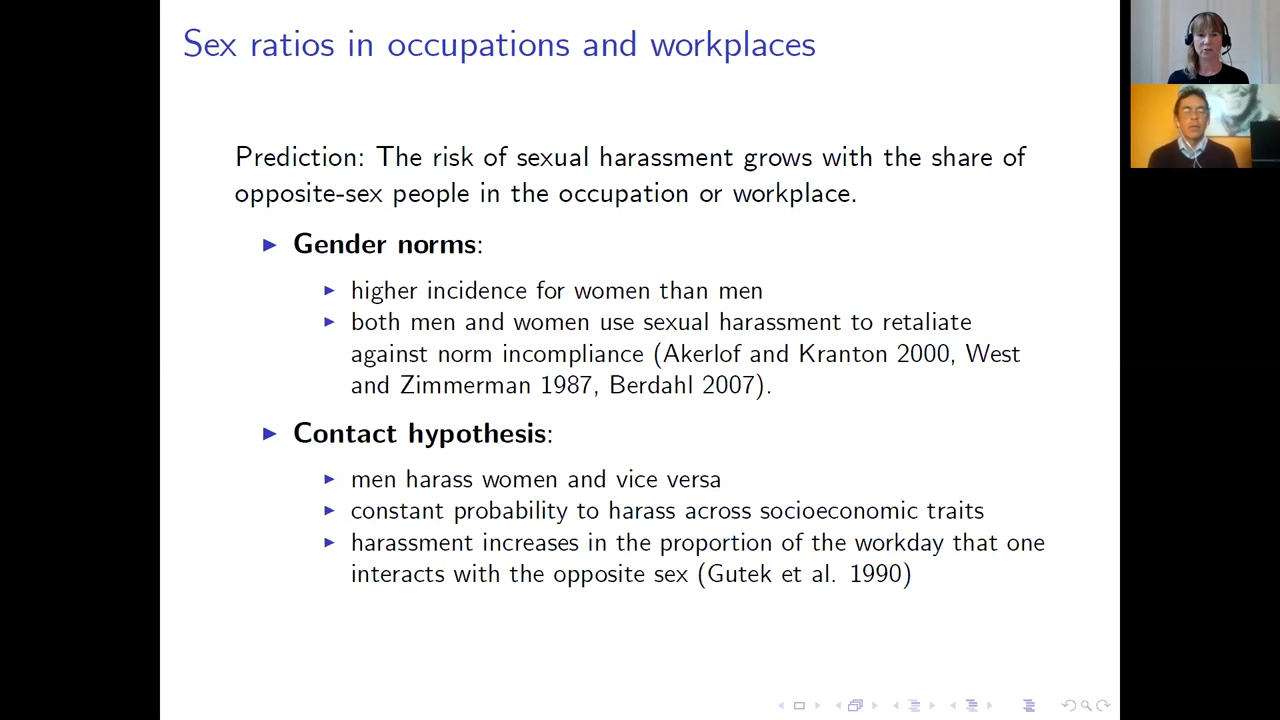 Sex ratios in occupations and workplaces
Prediction: The risk of sexual harassment grows with the share of
opposite-sex people in the occupation or workplace.
Gender norms:
higher incidence for women than men
both men and women use sexual harassment to retaliate
against norm incompliance (Akerlof and Kranton 2000, West
and Zimmerman 1987, Berdahl 2007).
Contact hypothesis:
men harass women and vice versa
constant probability to harass across socioeconomic traits
harassment increases in the proportion of the workday that one
interacts with the opposite sex (Gutek et al. 1990)